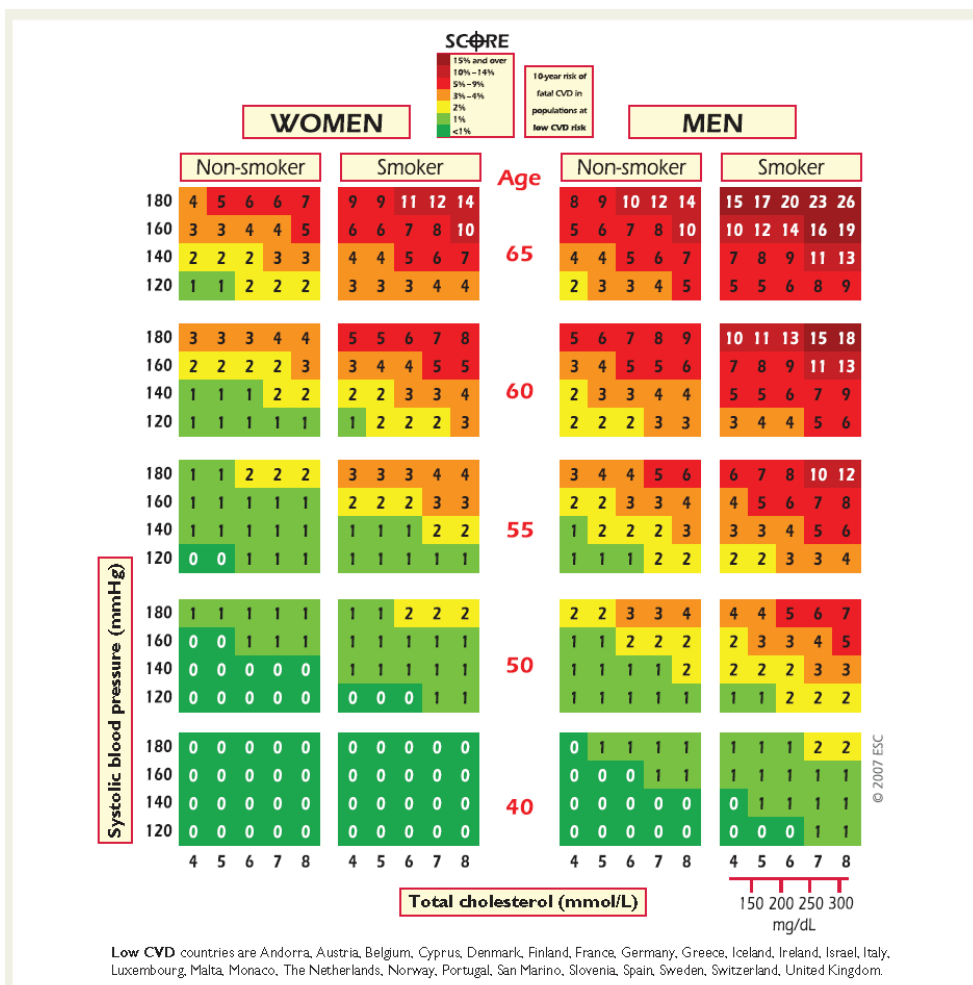 SCORE
15% and over
10%–14%
5%–9%
3%–4%
2%
1%
<1%
10-year risk of
fatal CVD in
populations at
low CVD risk
WOMEN
MEN
Non-smoker Smoker Age Non-smoker Smoker
180 4 5 6 6 7 9 9 11 12 14 8 9 10 12 14 15 17 20 23 26
160 3 3 4 4 5 6 6 7 8 10 5 6 7 8 10 10 12 14 16 19
65
140 2 2 2 3 3 4 4 5 6 7 4 4 5 6 7 7 8 9 11 13
120 1 1 2 2 2 3 3 3 4 4 2 3 3 4 5 5 5 6 8 9
180 3 3 3 4 4 5 5 6 7 8 5 6 7 8 9 10 11 13 15 18
160 2 2 2 2 3 3 4 4 5 5 3 4 5 5 6 7 8 9 11 13
60
140 1 1 1 2 2 2 2 3 3 4 2 3 3 4 4 5 5 6 7 9
120 1 1 1 1 1 1 2 2 2 3 2 2 2 3 3 3 4 4 5 6
180 1 1 2 2 2 3 3 3 4 4 3 4 4 5 6 6 7 8 10 12
160 1 1 1 1 1 2 2 2 3 3 2 2 3 3 4 4 5 6 7 8
55
140 1 1 1 1 1 1 1 1 2 2 1 2 2 2 3 3 3 4 5 6
120 0 0 1 1 1 1 1 1 1 1 1 1 1 2 2 2 2 3 3 4
180 1 1 1 1 1 1 1 2 2 2 2 2 3 3 4 4 4 5 6 7
160 0 0 1 1 1 1 1 1 1 1 1 1 2 2 2 2 3 3 4 5
50
140 0 0 0 0 0 1 1 1 1 1 1 1 1 1 2 2 2 2 3 3
120 0 0 0 0 0 0 0 0 1 1 1 1 1 1 1 1 1 2 2 2
180 0 0 0 0 0 0 0 0 0 0 0 1 1 1 1 1 1 1 2 2
160 0 0 0 0 0 0 0 0 0 0 0 0 0 1 1 1 1 1 1 1
40
140 0 0 0 0 0 0 0 0 0 0 0 0 0 0 0 0 1 1 1 1
120 0 0 0 0 0 0 0 0 0 0 0 0 0 0 0 0 0 0 1 1
4 5 6 7 8 4 5 6 7 8 4 5 6 7 8 4 5 6 7 8
Systolic blood pressure (mmHg)
Total cholesterol (mmol/L)
150 200 250 300
mg/dL
© 2007 ESC
Low CVD countries are Andorra, Austria, Belgium, Cyprus, Denmark, Finland, France, Germany, Greece, Iceland, Ireland, Israel, Italy,
Luxembourg, Malta, Monaco, The Netherlands, Norway, Portugal, San Marino, Slovenia, Spain, Sweden, Switzerland, United Kingdom.